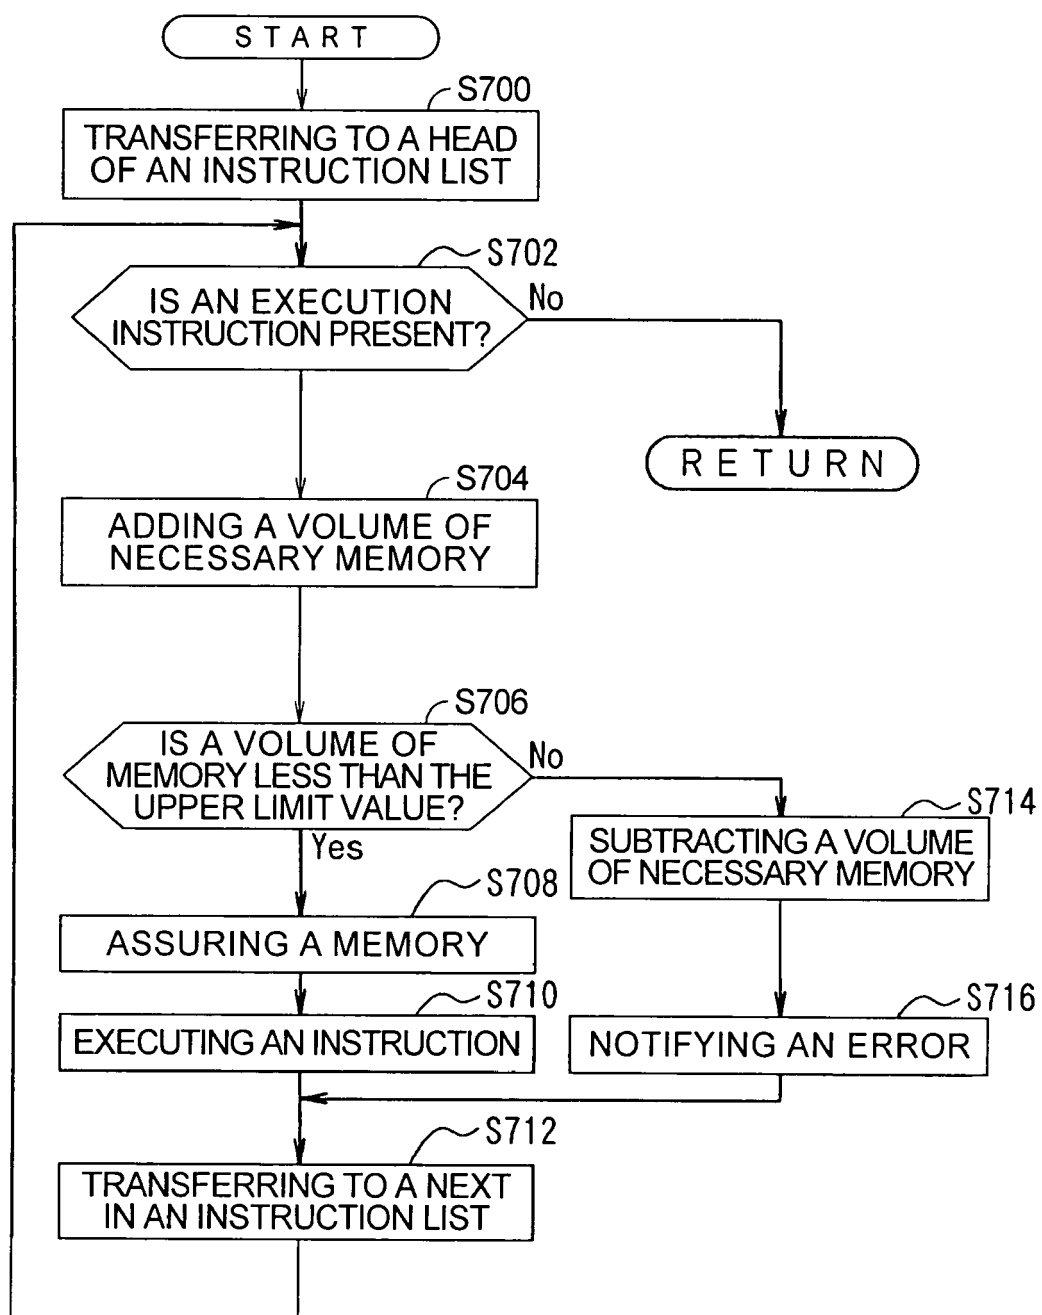 START
S700
TRANSFERRING TO A HEAD
OF AN INSTRUCTION LIST
S702
IS AN EXECUTION
INSTRUCTION PRESENT?
No
RETURN
S704
ADDING A VOLUME OF
NECESSARY MEMORY
S706
IS A VOLUME OF
MEMORY LESS THAN THE
UPPER LIMIT VALUE?
No
Yes
S714
SUBTRACTING A VOLUME
OF NECESSARY MEMORY
S708
ASSURING A MEMORY
S710
EXECUTING AN INSTRUCTION
S716
NOTIFYING AN ERROR
S712
TRANSFERRING TO A NEXT
IN AN INSTRUCTION LIST